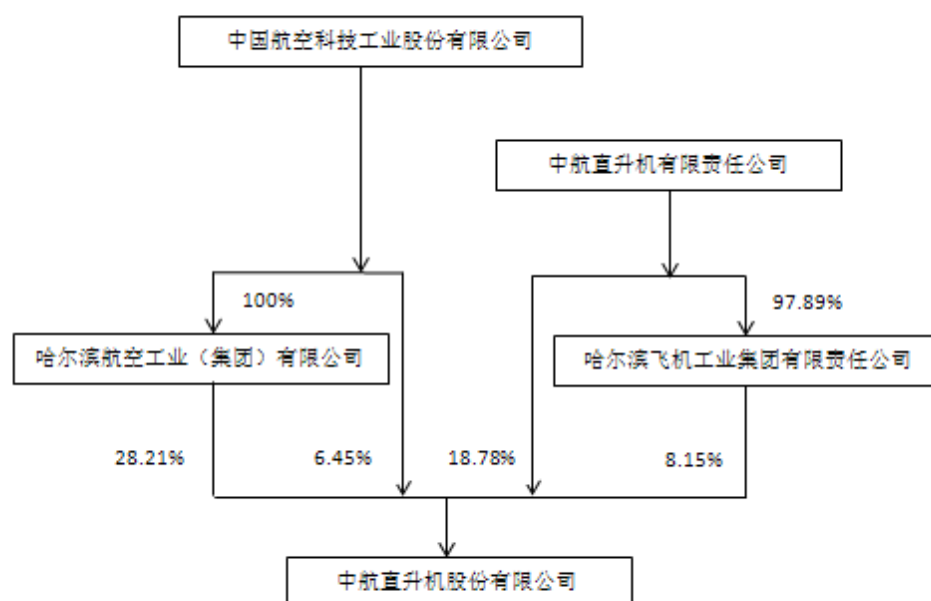 中国航空科技工业股份有限公司
中航直升机有限责任公司
100%
97.89%
哈尔滨航空工业（集团）有限公司
哈尔滨飞机工业集团有限责任公司
28.21%
6.45%
18.78%
8.15%
中航直升机股份有限公司